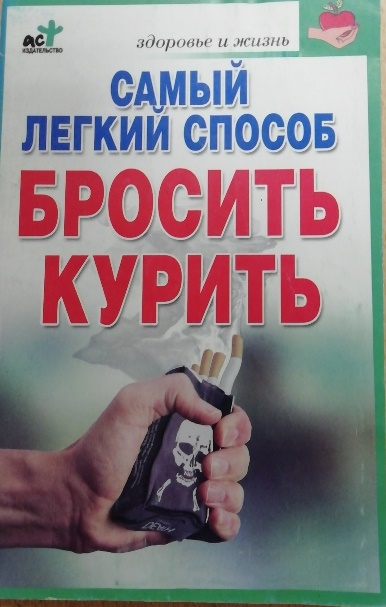 аст
ИЗДАТЕЛЬСТВО
здоровье и жизнь
САМЫЙ
ЛЕГКИЙ СПОСОБ
БРОСИТЬ
КУРИТЬ